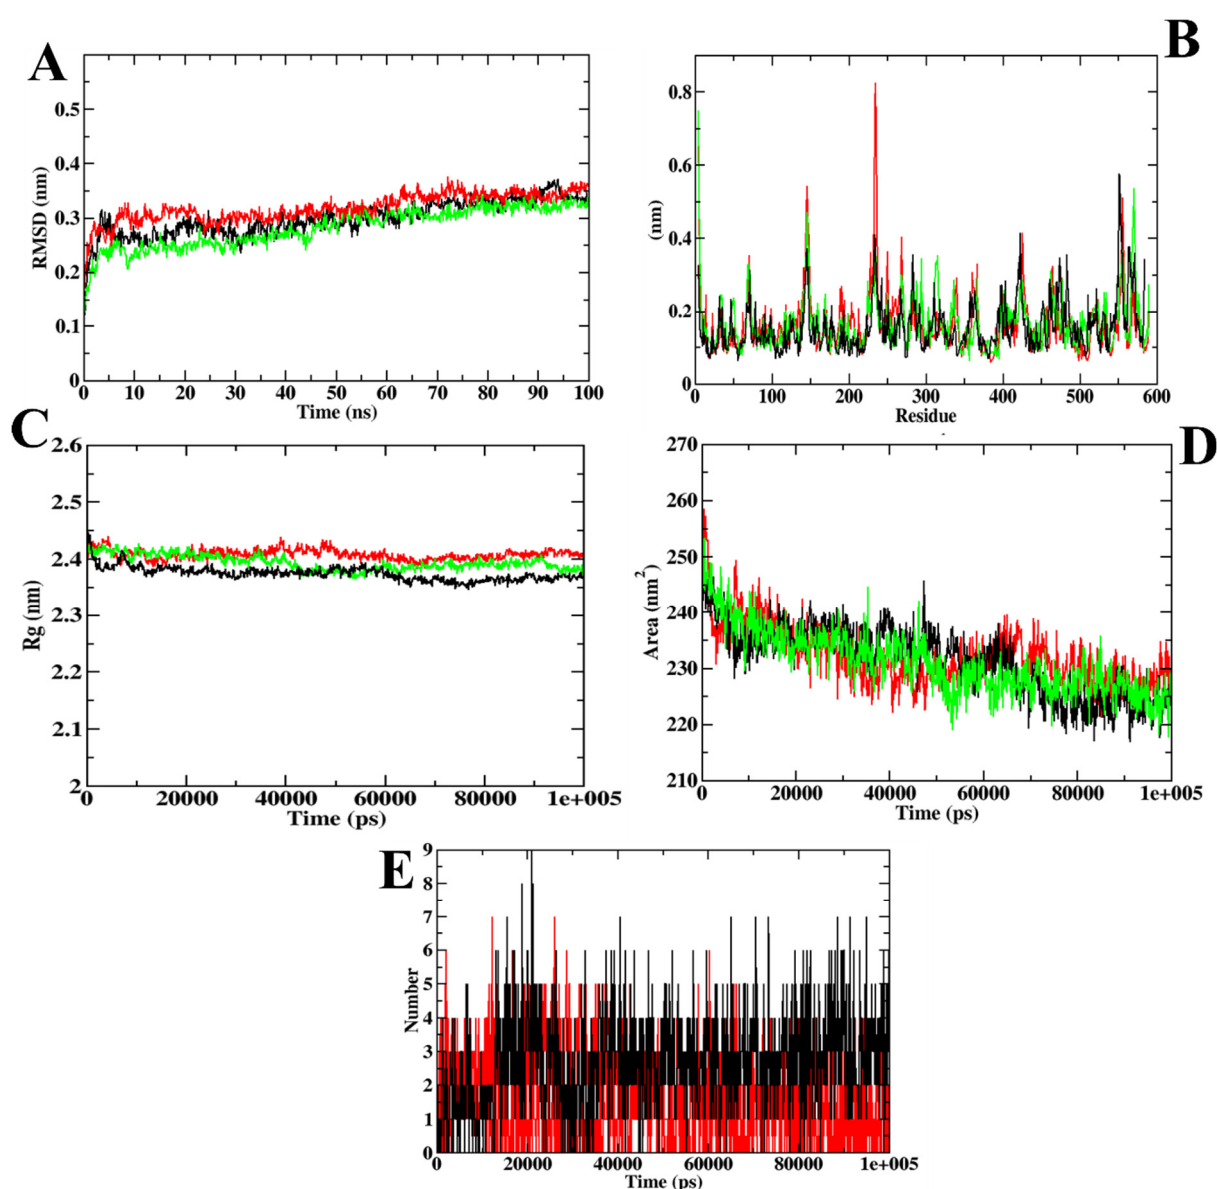 A
RMSD (nm)
0.5
0.4
0.3
0.2
0.1
0
0 10 20 30 40 50 60 70 80 90 100
Time (ns)
B
(nm)
0.8
0.6
0.4
0.2
0
0 100 200 300 400 500 600
Residue
C
Rg (nm)
2.6
2.5
2.4
2.3
2.2
2.1
2
0 20000 40000 60000 80000 1e+005
Time (ps)
D
Area (nm2)
270
260
250
240
230
220
210
0 20000 40000 60000 80000 1e+005
Time (ps)
E
Number
9
8
7
6
5
4
3
2
1
0
0 20000 40000 60000 80000 1e+005
Time (ps)